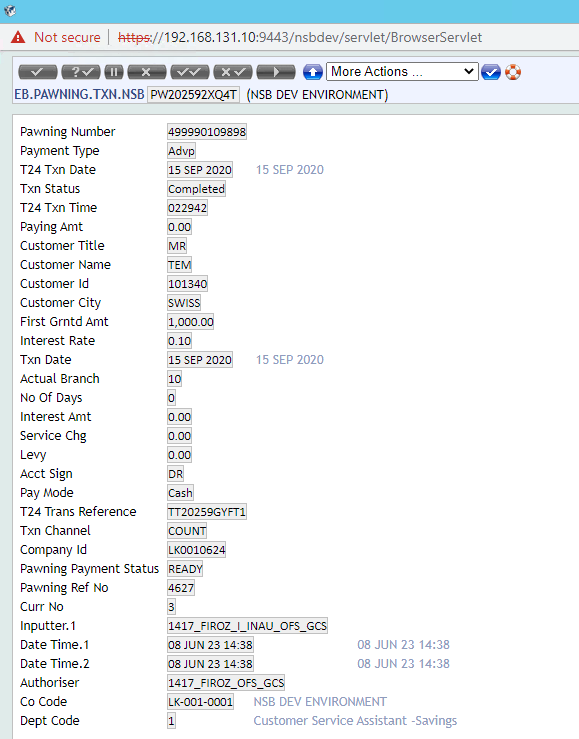 Not secure | https://192.168.131.10:9443/nsbdev/servlet/BrowserServlet
More Actions ...
EB.PAWNING.TXN.NSB PW202592XQ4T (NSB DEV ENVIRONMENT)
Pawning Number 499990109898
Payment Type Advp
T24 Txn Date 15 SEP 2020 15 SEP 2020
Txn Status Completed
T24 Txn Time 022942
Paying Amt 0.00
Customer Title MR
Customer Name TEM
Customer Id 101340
Customer City SWISS
First Grntd Amt 1,000.00
Interest Rate 0.10
Txn Date 15 SEP 2020 15 SEP 2020
Actual Branch 10
No Of Days 0
Interest Amt 0.00
Service Chg 0.00
Levy 0.00
Acct Sign DR
Pay Mode Cash
T24 Trans Reference TT20259GYFT1
Txn Channel COUNT
Company Id LK0010624
Pawning Payment Status READY
Pawning Ref No 4627
Curr No 3
Inputter.1 1417_FIROZ_I_INAU_OFS_GCS
Date Time.1 08 JUN 23 14:38 08 JUN 23 14:38
Date Time.2 08 JUN 23 14:38 08 JUN 23 14:38
Authoriser 1417_FIROZ_OFS_GCS
Co Code LK-001-0001 NSB DEV ENVIRONMENT
Dept Code 1 Customer Service Assistant -Savings